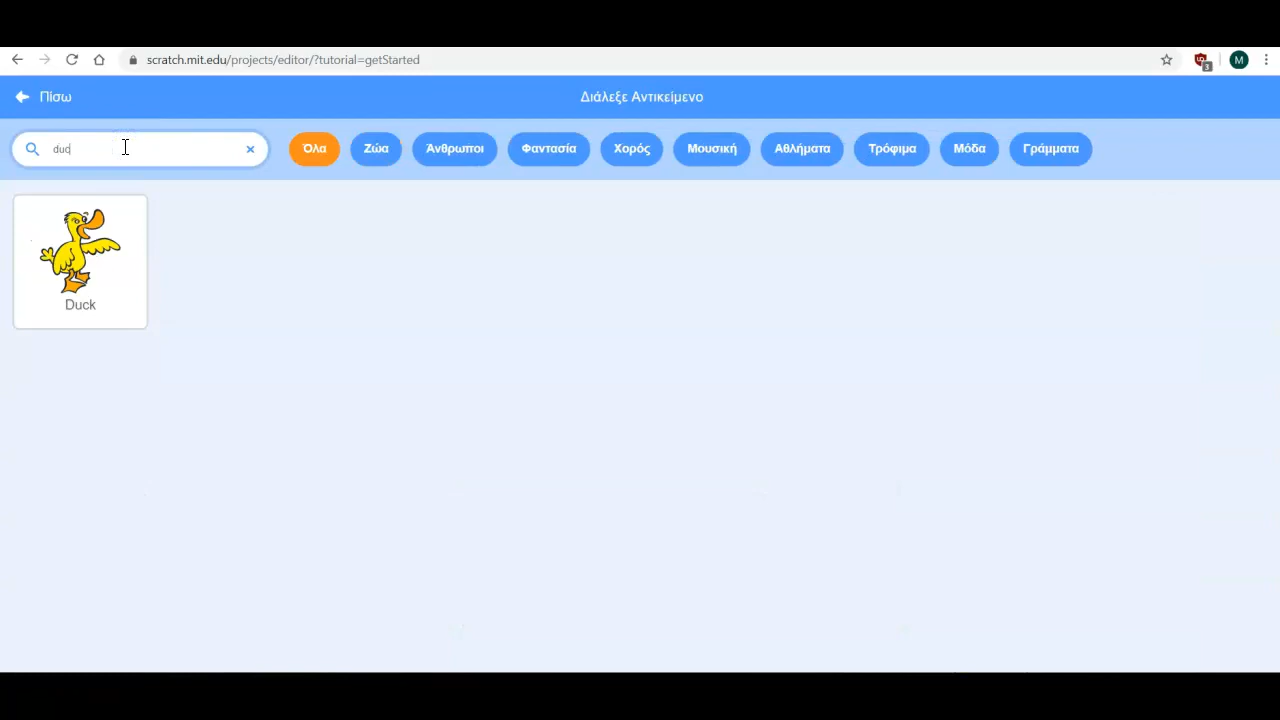 scratch.mit.edu/projects/editor/?tutorial=getStarted
3
M
Πίσω
Διάλεξε Αντικείμενο
duc
Όλα Ζώα Άνθρωποι Φαντασία Χορός Μουσική Αθλήματα Τρόφιμα Μόδα Γράμματα
Duck